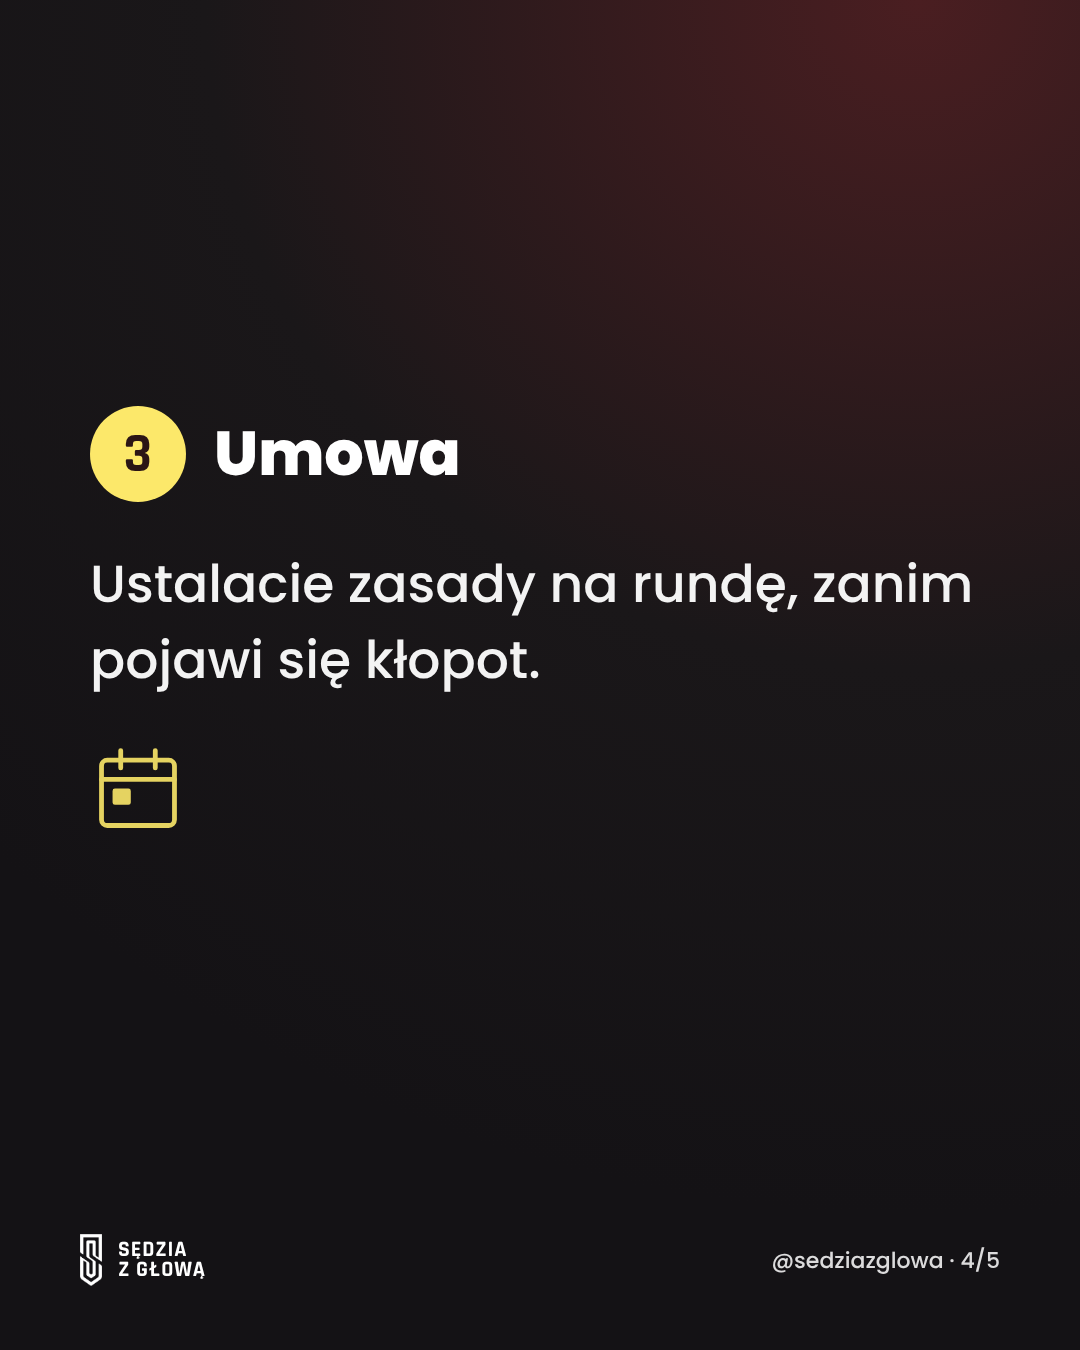 3 Umowa
Ustalacie zasady na rundę, zanim
pojawi się kłopot.
SĘDZIA
Z GŁOWĄ
@sedziazglowa · 4/5